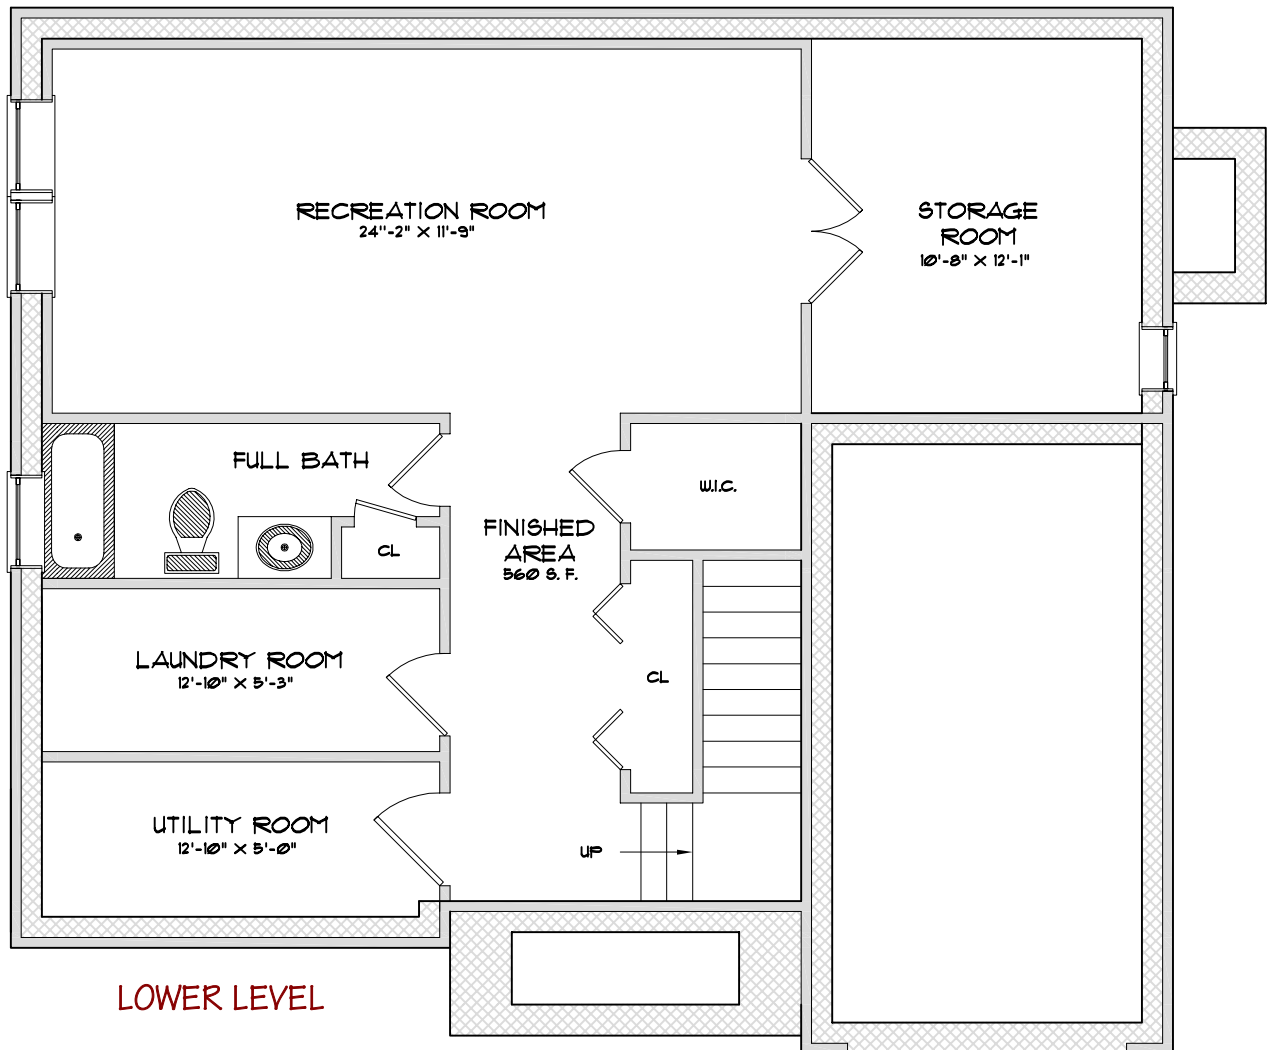 RECREATION ROOM
24''-2" X 11'-9"
STORAGE
ROOM
10'-8" X 12'-1"
FULL BATH
W.I.C.
CL
FINISHED
AREA
560 S. F.
LAUNDRY ROOM
12'-10" X 5'-3"
CL
UTILITY ROOM
12'-10" X 5'-0"
UP
LOWER LEVEL